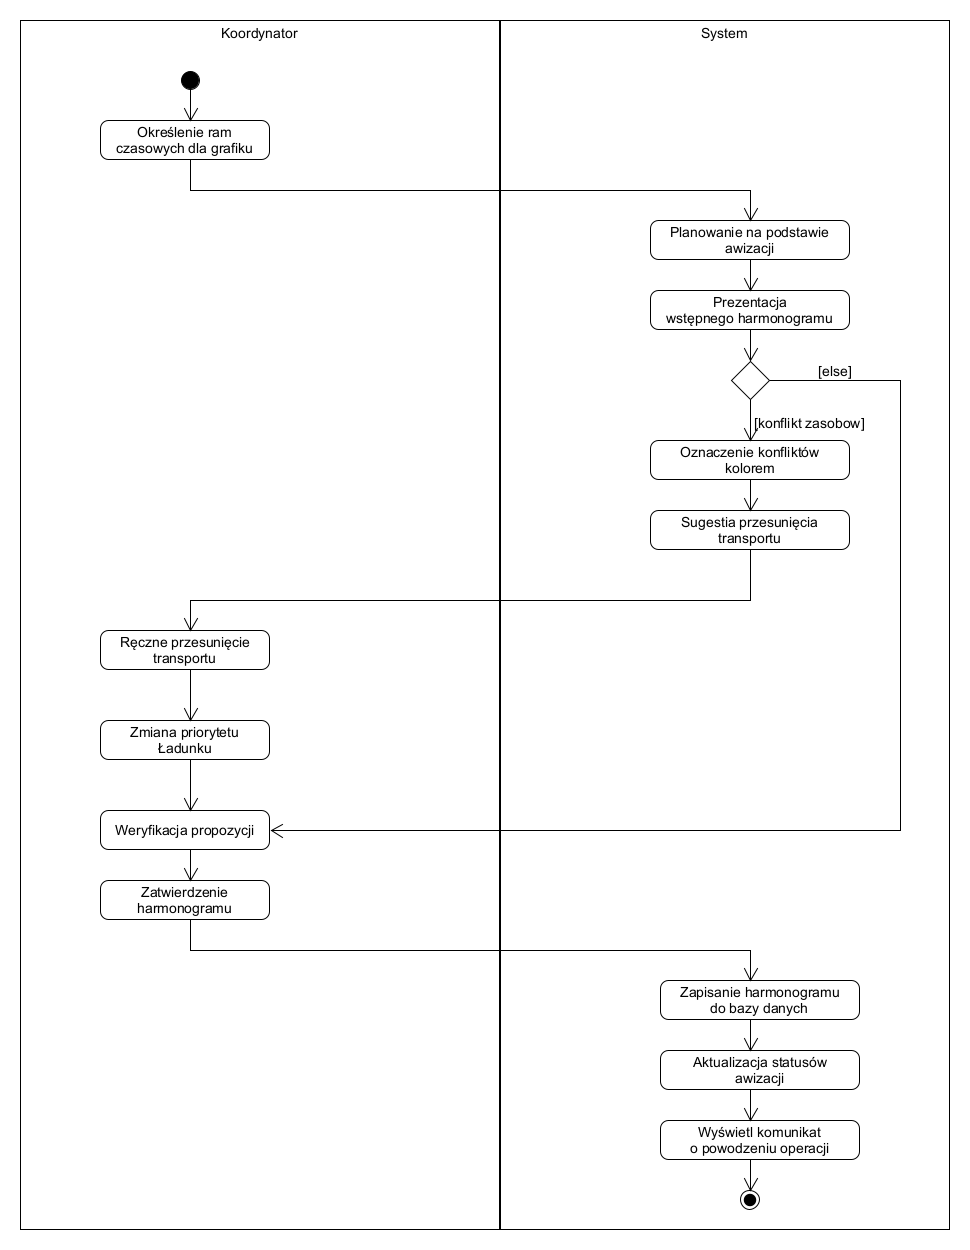 Koordynator
System
Określenie ram
czasowych dla grafiku
Planowanie na podstawie
awizacji
Prezentacja
wstępnego harmonogramu
[else]
[konflikt zasobow]
Oznaczenie konfliktów
kolorem
Sugestia przesunięcia
transportu
Ręczne przesunięcie
transportu
Zmiana priorytetu
Ładunku
Weryfikacja propozycji
Zatwierdzenie
harmonogramu
Zapisanie harmonogramu
do bazy danych
Aktualizacja statusów
awizacji
Wyświetl komunikat
o powodzeniu operacji